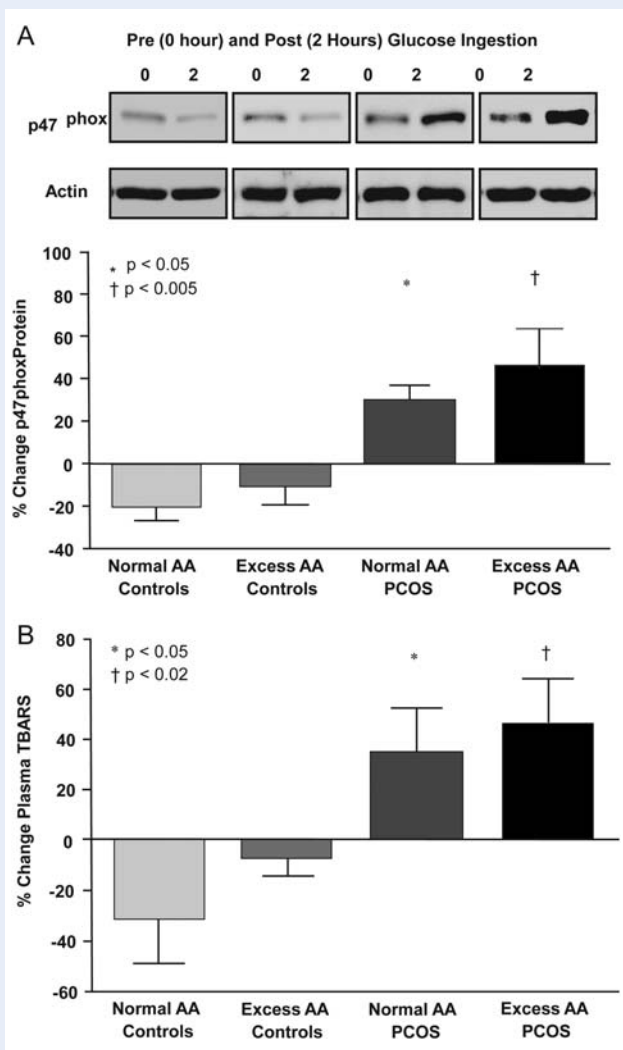 A
Pre (0 hour) and Post (2 Hours) Glucose Ingestion
0 2 0 2 0 2 0 2
p47 phox
Actin
* p < 0.05
† p < 0.005
* †
100
80
60
40
20
0
-20
-40
% Change p47phoxProtein
Normal AA Controls
Excess AA Controls
Normal AA PCOS
Excess AA PCOS
B
* p < 0.05
† p < 0.02
* †
80
60
40
20
0
-20
-40
-60
% Change Plasma TBARS
Normal AA Controls
Excess AA Controls
Normal AA PCOS
Excess AA PCOS